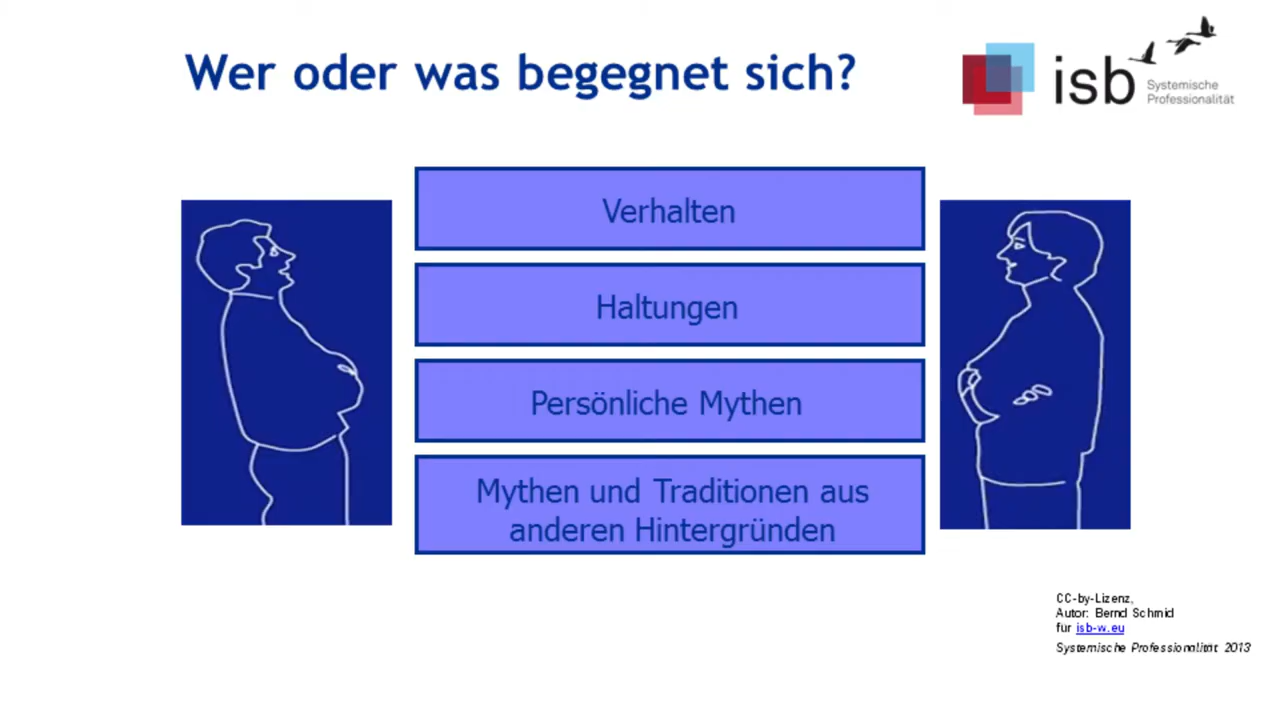 Wer oder was begegnet sich?
isb
Systemische
Professionalität
Verhalten
Haltungen
Persönliche Mythen
Mythen und Traditionen aus
anderen Hintergründen
CC-by-Lizenz,
Autor: Bernd Schmid
für isb-w.eu
Systemische Professionalität 2013